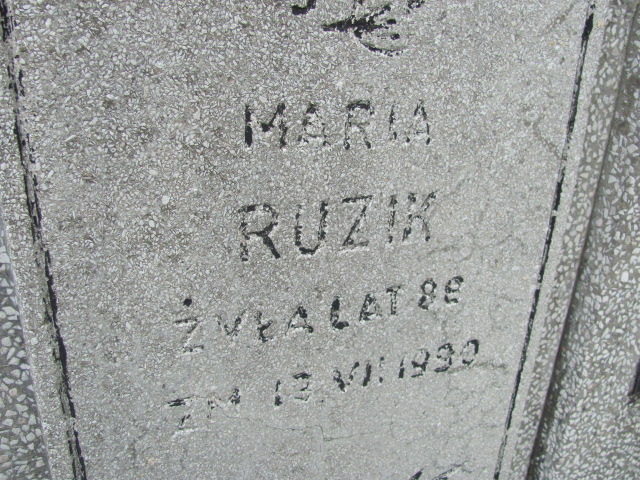 MARIA
RUZIK
ŻYŁA LAT 88
ZM 13.VII.1990